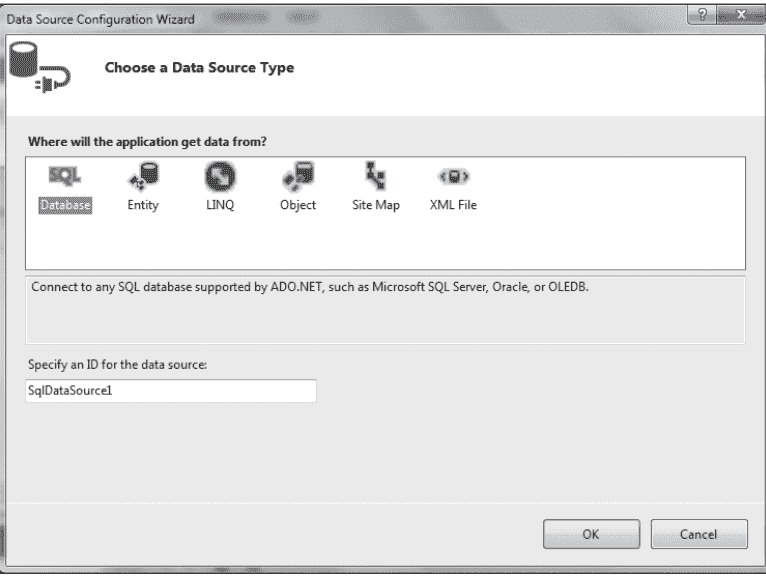 Data Source Configuration Wizard
?
X
Choose a Data Source Type
Where will the application get data from?
SQL
Database Entity LINQ Object Site Map XML File
Connect to any SQL database supported by ADO.NET, such as Microsoft SQL Server, Oracle, or OLEDB.
Specify an ID for the data source:
SqlDataSource1
OK Cancel